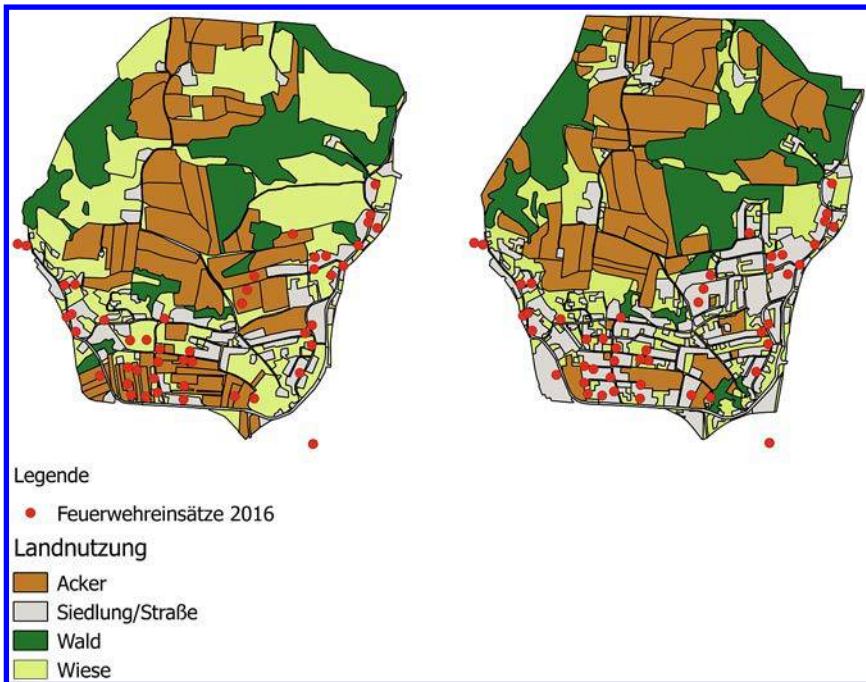 Legende
Feuerwehreinsätze 2016
Landnutzung
Acker
Siedlung/Straße
Wald
Wiese